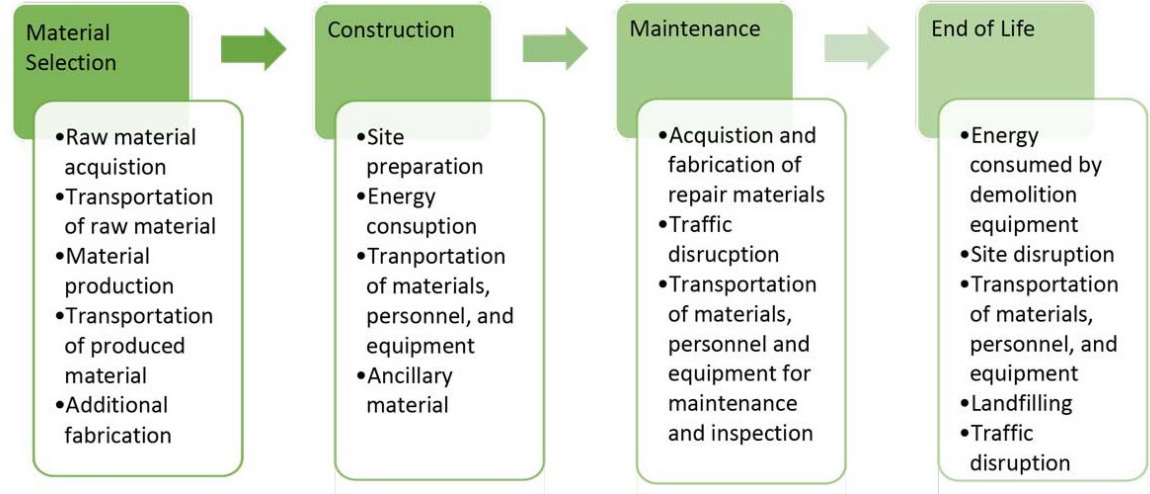 Material
Selection
•Raw material
acquistion
•Transportation
of raw material
•Material
production
•Transportation
of produced
material
•Additional
fabrication
Construction
•Site
preparation
•Energy
consuption
•Tranportation
of materials,
personnel, and
equipment
•Ancillary
material
Maintenance
•Acquistion and
fabrication of
repair materials
•Traffic
disrucption
•Transportation
of materials,
personnel and
equipment for
maintenance
and inspection
End of Life
•Energy
consumed by
demolition
equipment
•Site disruption
•Transportation
of materials,
personnel, and
equipment
•Landfilling
•Traffic
disruption